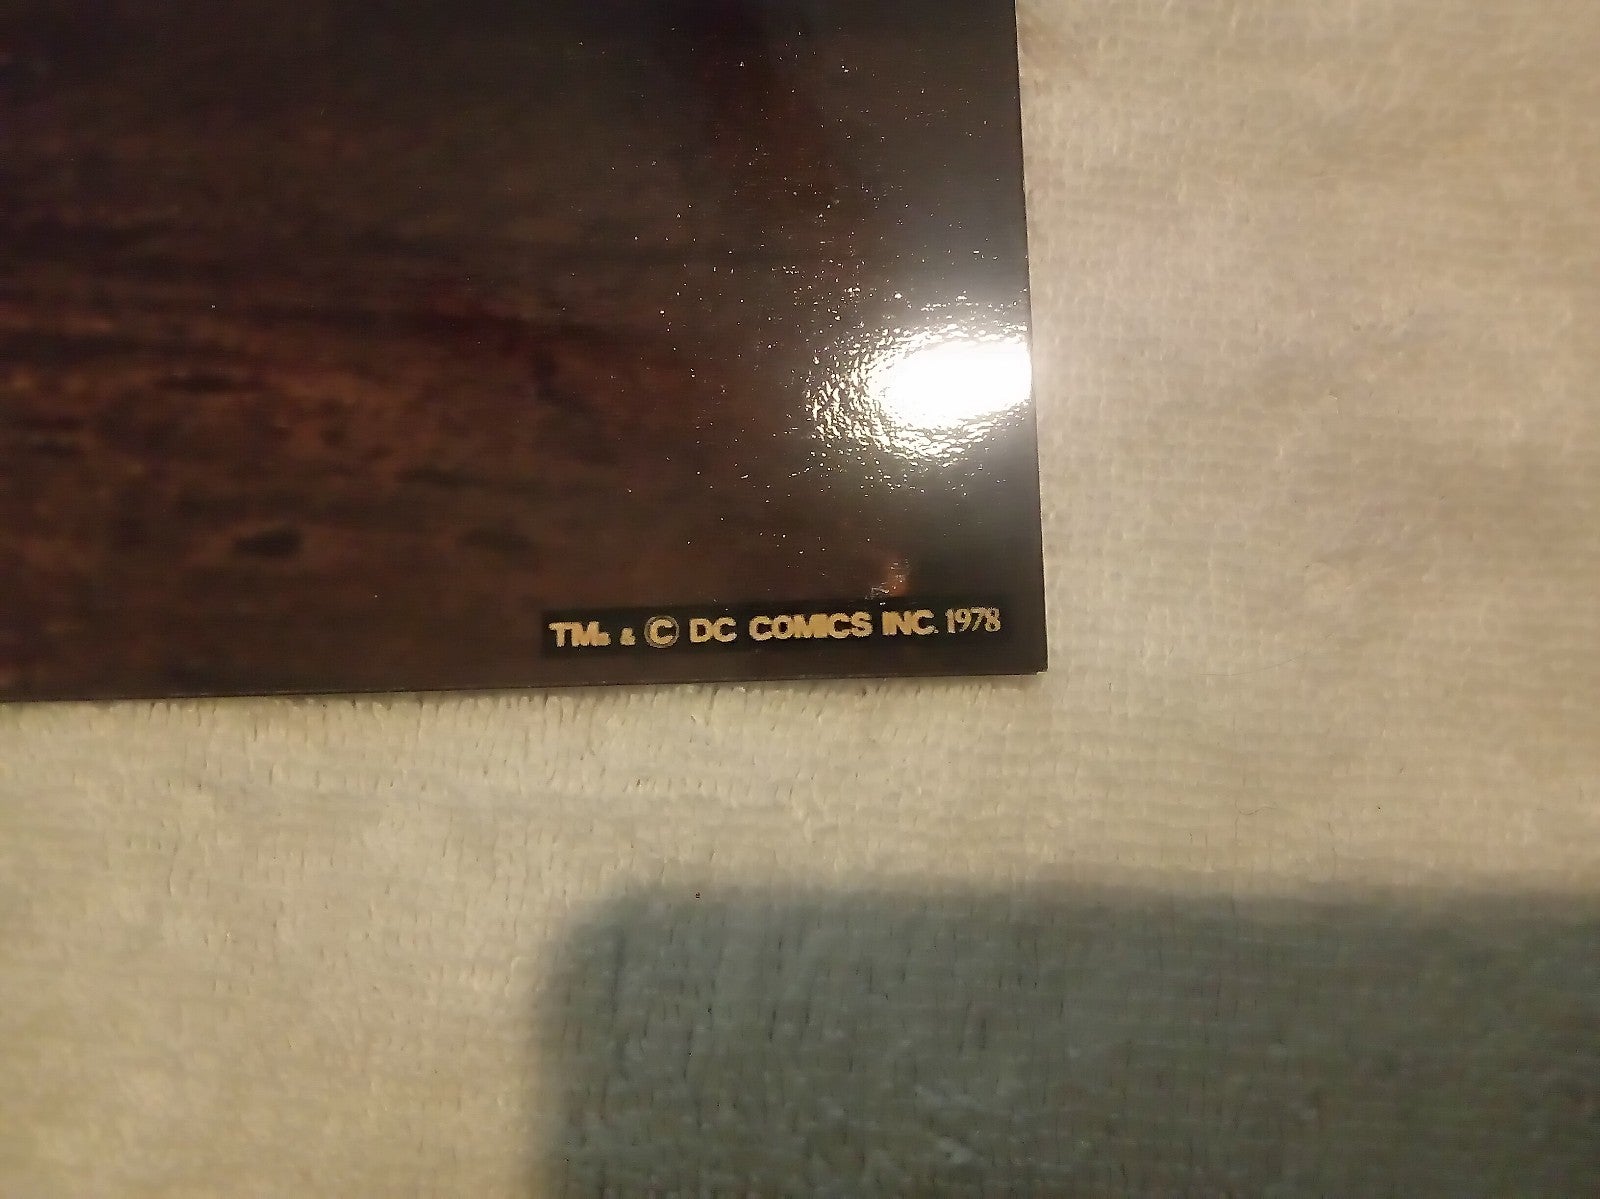 TM. & © DC COMICS INC. 1978